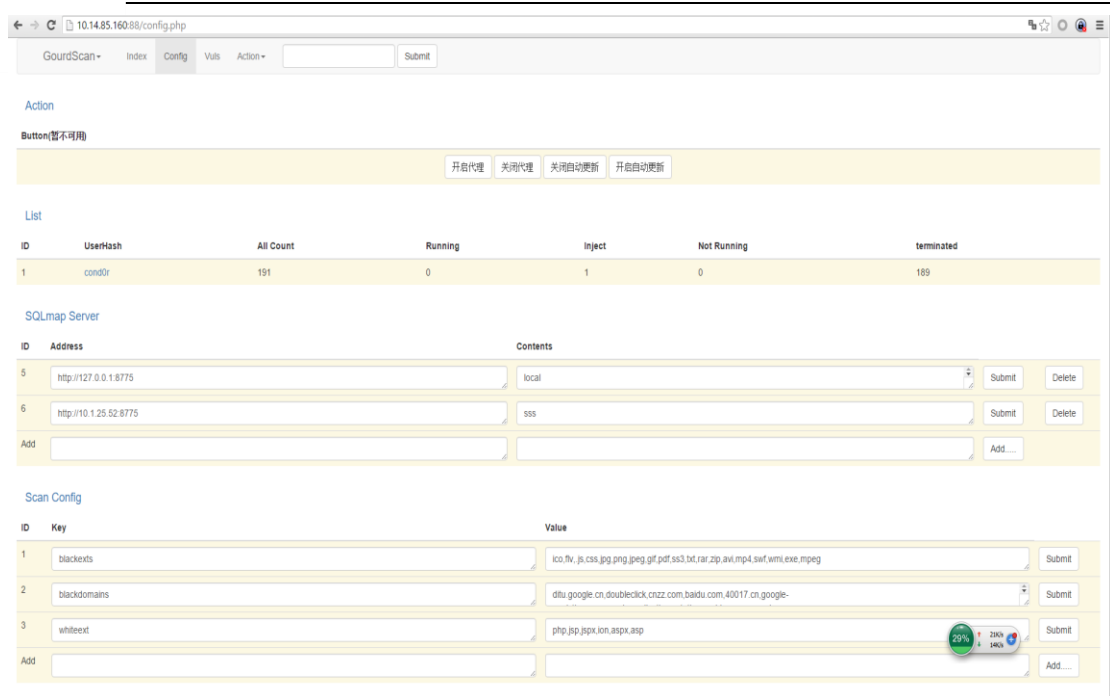 10.14.85.160:88/config.php
GourdScan Index Config Vuls Action Submit
Action
Button(暂不可用)
开启代理 关闭代理 关闭自动更新 开启自动更新
List
ID UserHash All Count Running Inject Not Running terminated
1 cond0r 191 0 1 0 189
SQLmap Server
ID Address Contents
5 http://127.0.0.1:8775 local Submit Delete
6 http://10.1.25.52:8775 sss Submit Delete
Add Add.....
Scan Config
ID Key Value
1 blackexts ico,flv,.js,css,jpg,png,jpeg,gif,pdf,ss3,txt,rar,zip,avi,mp4,swf,wmi,exe,mpeg Submit
2 blackdomains ditu.google.cn,doubleclick,cnzz.com,baidu.com,40017.cn,google- Submit
3 whiteext php,jsp,jspx,ion,aspx,asp Submit
29% 21K/s
14K/s
Add Add.....